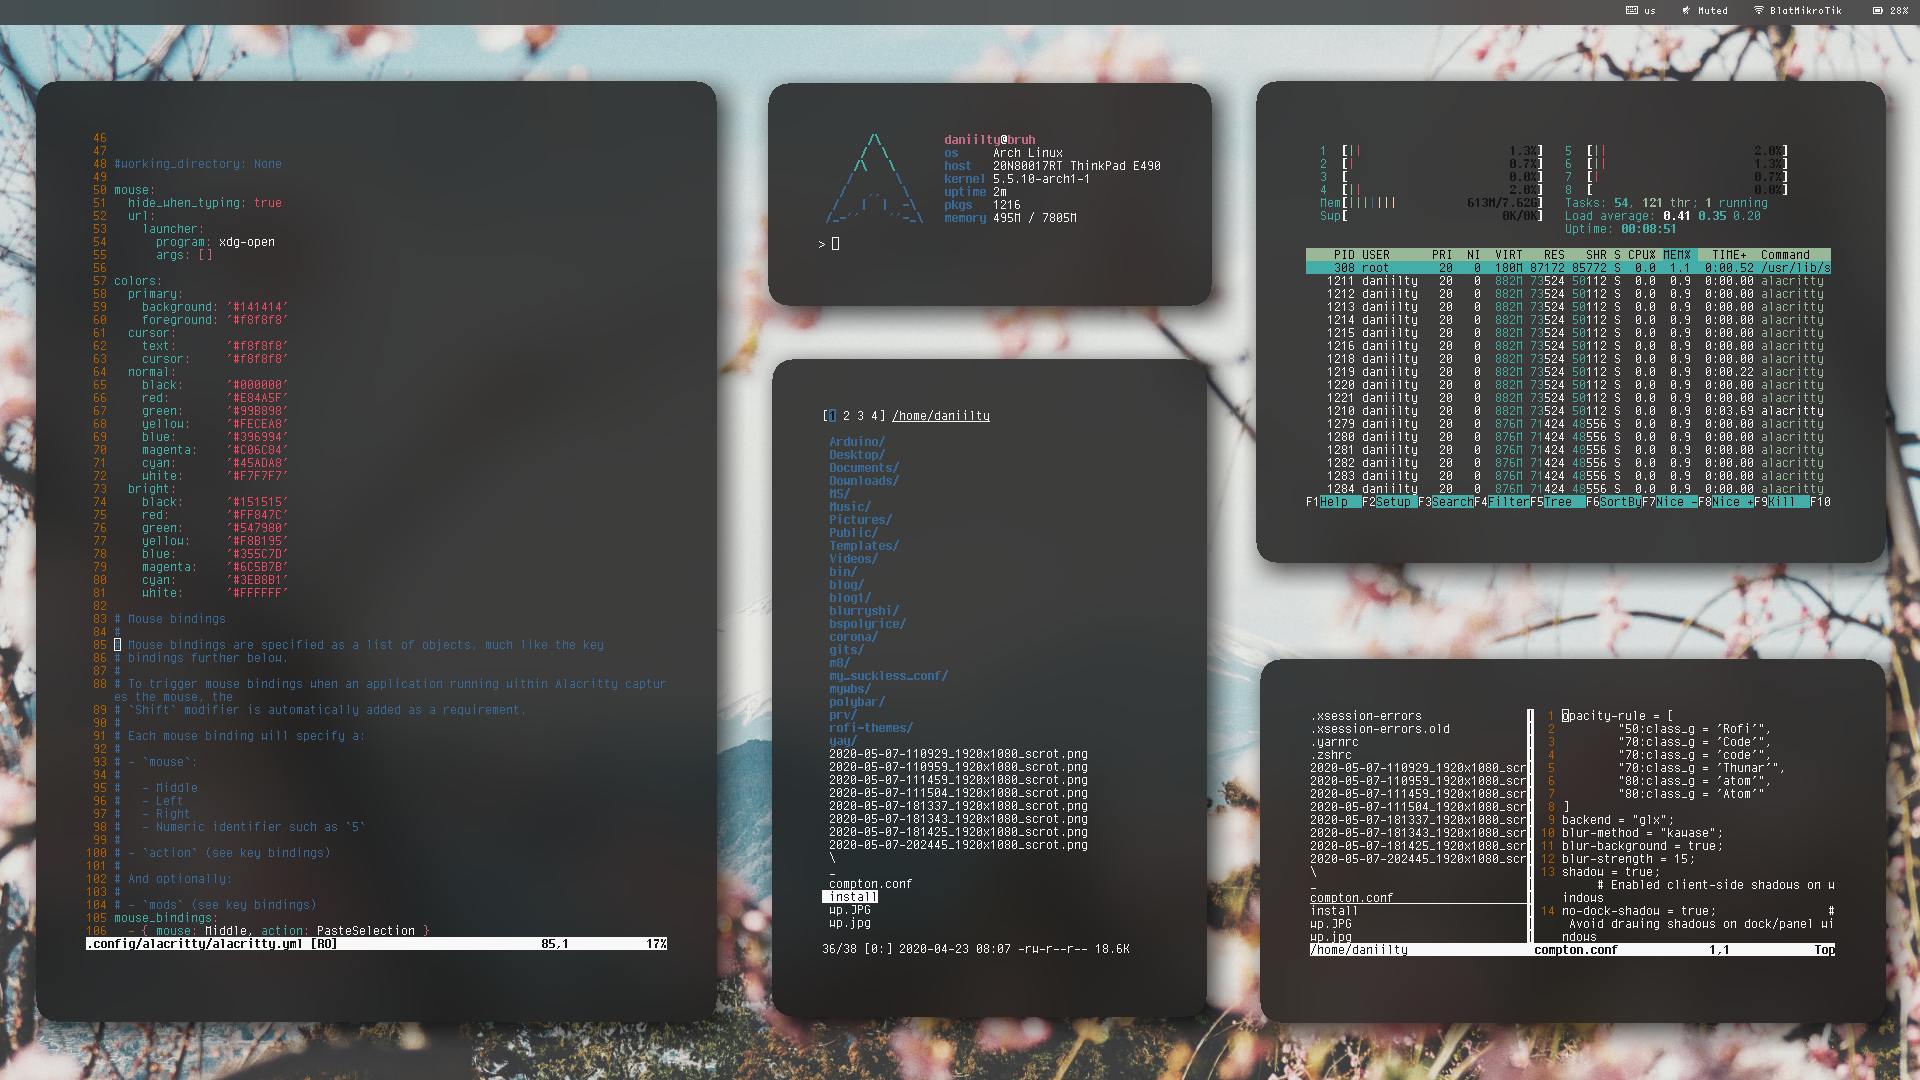 us Muted BlatMikroTik 28%
46
47
48 #working_directory: None
49
50 mouse:
51 hide_when_typing: true
52 url:
53 launcher:
54 program: xdg-open
55 args: []
56
57 colors:
58 primary:
59 background: '#141414'
60 foreground: '#f8f8f8'
61 cursor:
62 text: '#f8f8f8'
63 cursor: '#f8f8f8'
64 normal:
65 black: '#000000'
66 red: '#E84A5F'
67 green: '#99B898'
68 yellow: '#FECEA8'
69 blue: '#396994'
70 magenta: '#C06C84'
71 cyan: '#45ADA8'
72 white: '#F7F7F7'
73 bright:
74 black: '#151515'
75 red: '#FF847C'
76 green: '#547980'
77 yellow: '#F8B195'
78 blue: '#355C7D'
79 magenta: '#6C5B7B'
80 cyan: '#3EB8B1'
81 white: '#FFFFFF'
82
83 # Mouse bindings
84 #
85 # Mouse bindings are specified as a list of objects, much like the key
86 # bindings further below.
87 #
88 # To trigger mouse bindings when an application running within Alacritty captur
es the mouse, the
89 # `Shift` modifier is automatically added as a requirement.
90 #
91 # Each mouse binding will specify a:
92 #
93 # - `mouse`:
94 #
95 # - Middle
96 # - Left
97 # - Right
98 # - Numeric identifier such as `5`
99 #
100 # - `action` (see key bindings)
101 #
102 # And optionally:
103 #
104 # - `mods` (see key bindings)
105 mouse_bindings:
106 - { mouse: Middle, action: PasteSelection }
.config/alacritty/alacritty.yml [RO] 85,1 17%
daniilty@bruh
os Arch Linux
host 20N80017RT ThinkPad E490
kernel 5.5.10-arch1-1
uptime 2m
pkgs 1216
memory 495M / 7805M
>
[1 2 3 4] /home/daniilty
Arduino/
Desktop/
Documents/
Downloads/
MS/
Music/
Pictures/
Public/
Templates/
Videos/
bin/
blog/
blog1/
blurryshi/
bspolyrice/
corona/
gits/
m8/
my_suckless_conf/
mywbs/
polybar/
prv/
rofi-themes/
yay/
2020-05-07-110929_1920x1080_scrot.png
2020-05-07-110959_1920x1080_scrot.png
2020-05-07-111459_1920x1080_scrot.png
2020-05-07-111504_1920x1080_scrot.png
2020-05-07-181337_1920x1080_scrot.png
2020-05-07-181343_1920x1080_scrot.png
2020-05-07-181425_1920x1080_scrot.png
2020-05-07-202445_1920x1080_scrot.png
\
_
compton.conf
install
wp.JPG
wp.jpg
36/38 [0:] 2020-04-23 08:07 -rw-r--r-- 18.6K
1 [|| 1.3%] 5 [|| 2.0%]
2 [| 0.7%] 6 [|| 1.3%]
3 [ 0.0%] 7 [| 0.7%]
4 [|| 2.0%] 8 [ 0.0%]
Mem[||||||| 613M/7.62G] Tasks: 54, 121 thr; 1 running
Swp[ 0K/0K] Load average: 0.41 0.35 0.20
Uptime: 00:08:51
PID USER PRI NI VIRT RES SHR S CPU% MEM% TIME+ Command
308 root 20 0 180M 87172 85772 S 0.0 1.1 0:00.52 /usr/lib/s
1211 daniilty 20 0 882M 73524 50112 S 0.0 0.9 0:00.00 alacritty
1212 daniilty 20 0 882M 73524 50112 S 0.0 0.9 0:00.00 alacritty
1213 daniilty 20 0 882M 73524 50112 S 0.0 0.9 0:00.00 alacritty
1214 daniilty 20 0 882M 73524 50112 S 0.0 0.9 0:00.00 alacritty
1215 daniilty 20 0 882M 73524 50112 S 0.0 0.9 0:00.00 alacritty
1216 daniilty 20 0 882M 73524 50112 S 0.0 0.9 0:00.00 alacritty
1218 daniilty 20 0 882M 73524 50112 S 0.0 0.9 0:00.00 alacritty
1219 daniilty 20 0 882M 73524 50112 S 0.0 0.9 0:00.22 alacritty
1220 daniilty 20 0 882M 73524 50112 S 0.0 0.9 0:00.00 alacritty
1221 daniilty 20 0 882M 73524 50112 S 0.0 0.9 0:00.00 alacritty
1210 daniilty 20 0 882M 73524 50112 S 0.0 0.9 0:03.69 alacritty
1279 daniilty 20 0 876M 71424 48556 S 0.0 0.9 0:00.00 alacritty
1280 daniilty 20 0 876M 71424 48556 S 0.0 0.9 0:00.00 alacritty
1281 daniilty 20 0 876M 71424 48556 S 0.0 0.9 0:00.00 alacritty
1282 daniilty 20 0 876M 71424 48556 S 0.0 0.9 0:00.00 alacritty
1283 daniilty 20 0 876M 71424 48556 S 0.0 0.9 0:00.00 alacritty
1284 daniilty 20 0 876M 71424 48556 S 0.0 0.9 0:00.00 alacritty
F1Help F2Setup F3SearchF4FilterF5Tree F6SortByF7Nice -F8Nice +F9Kill F10
.xsession-errors
.xsession-errors.old
.yarnrc
.zshrc
2020-05-07-110929_1920x1080_scr
2020-05-07-110959_1920x1080_scr
2020-05-07-111459_1920x1080_scr
2020-05-07-111504_1920x1080_scr
2020-05-07-181337_1920x1080_scr
2020-05-07-181343_1920x1080_scr
2020-05-07-181425_1920x1080_scr
2020-05-07-202445_1920x1080_scr
\
_
compton.conf
install
wp.JPG
wp.jpg
/home/daniilty
1 opacity-rule = [
2 "50:class_g = 'Rofi'",
3 "70:class_g = 'Code'",
4 "70:class_g = 'code'",
5 "70:class_g = 'Thunar'",
6 "80:class_g = 'atom'"
7 "80:class_g = 'Atom'"
8 ]
9 backend = "glx";
10 blur-method = "kawase";
11 blur-background = true;
12 blur-strength = 15;
13 shadow = true;
# Enabled client-side shadows on w
indows
14 no-dock-shadow = true; #
Avoid drawing shadows on dock/panel wi
ndows
compton.conf 1,1 Top